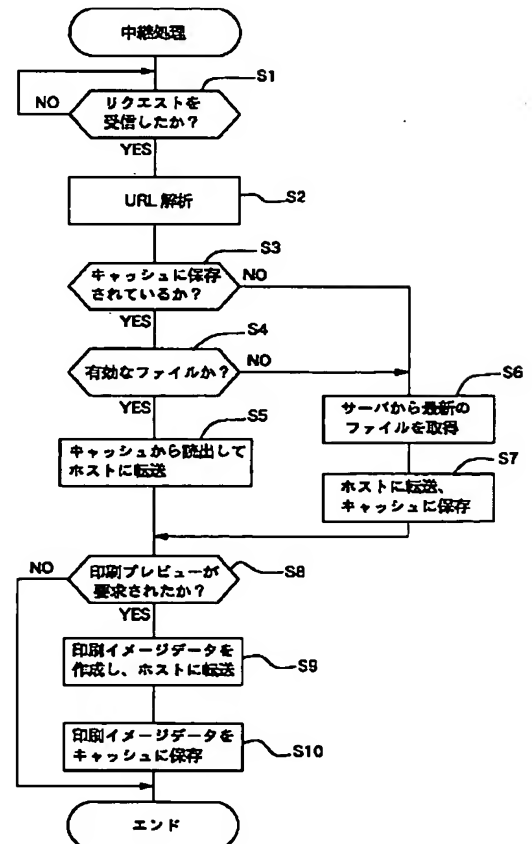 中継処理
S1
NO
リクエストを
受信したか？
YES
URL 解析
S2
S3
キャッシュに保存
されているか？
NO
YES
S4
有効なファイルか？
NO
YES
S5
キャッシュから読出して
ホストに転送
S6
サーバから最新の
ファイルを取得
S7
ホストに転送、
キャッシュに保存
NO
印刷プレビューが
要求されたか？
S8
YES
印刷イメージデータを
作成し、ホストに転送
S9
印刷イメージデータを
キャッシュに保存
S10
エンド